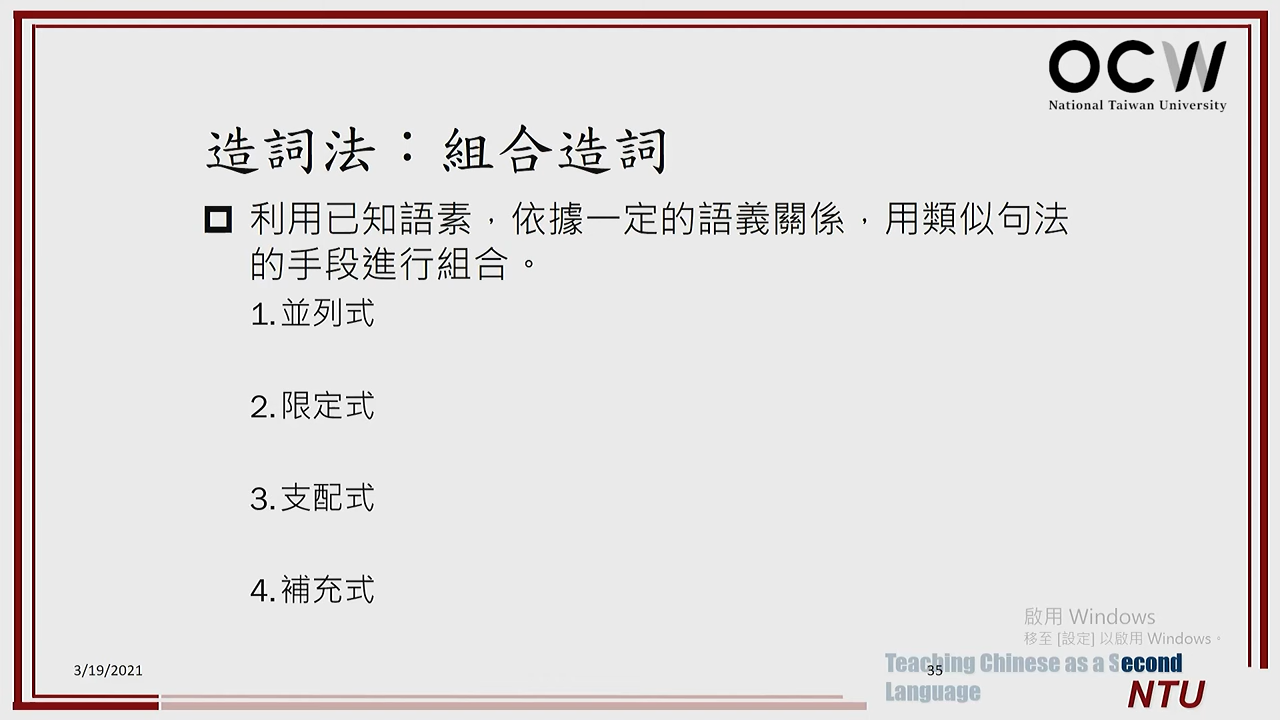 OCW
National Taiwan University
造詞法：組合造詞
利用已知語素，依據一定的語義關係，用類似句法
的手段進行組合。
1. 並列式
2. 限定式
3. 支配式
4. 補充式
啟用 Windows
移至 [設定] 以啟用 Windows。
3/19/2021
35
Teaching Chinese as a Second
Language
NTU